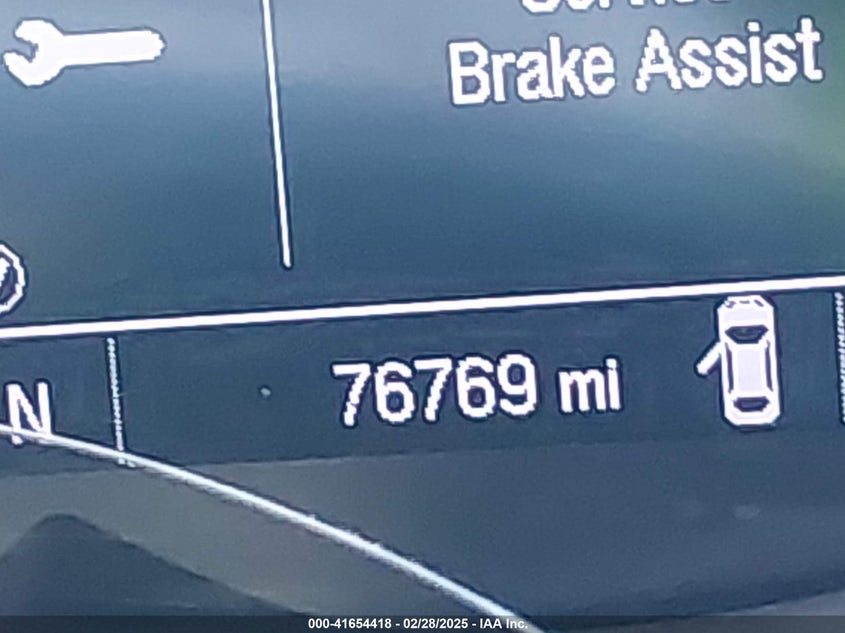 Brake Assist
76769 mi
N
000-41654418 - 02/28/2025 - IAA Inc.